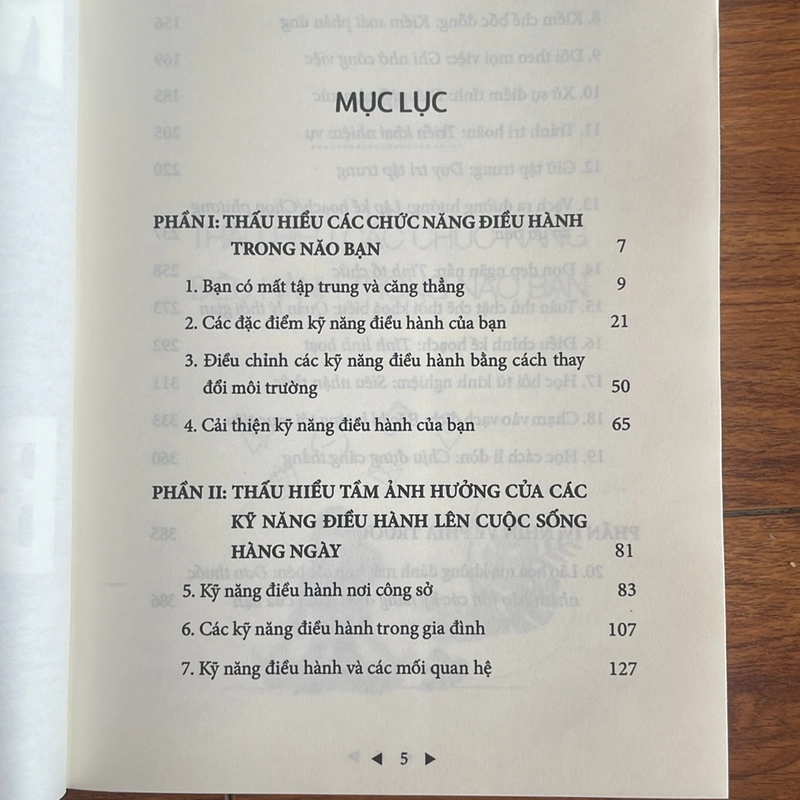 MỤC LỤC
PHẦN I: THẤU HIỂU CÁC CHỨC NĂNG ĐIỀU HÀNH
TRONG NÃO BẠN 7
1. Bạn có mất tập trung và căng thẳng 9
2. Các đặc điểm kỹ năng điều hành của bạn 21
3. Điều chỉnh các kỹ năng điều hành bằng cách thay
đổi môi trường 50
4. Cải thiện kỹ năng điều hành của bạn 65
PHẦN II: THẤU HIỂU TẦM ẢNH HƯỞNG CỦA CÁC
KỸ NĂNG ĐIỀU HÀNH LÊN CUỘC SỐNG
HÀNG NGÀY 81
5. Kỹ năng điều hành nơi công sở 83
6. Các kỹ năng điều hành trong gia đình 107
7. Kỹ năng điều hành và các mối quan hệ 127
◀ 5 ▶